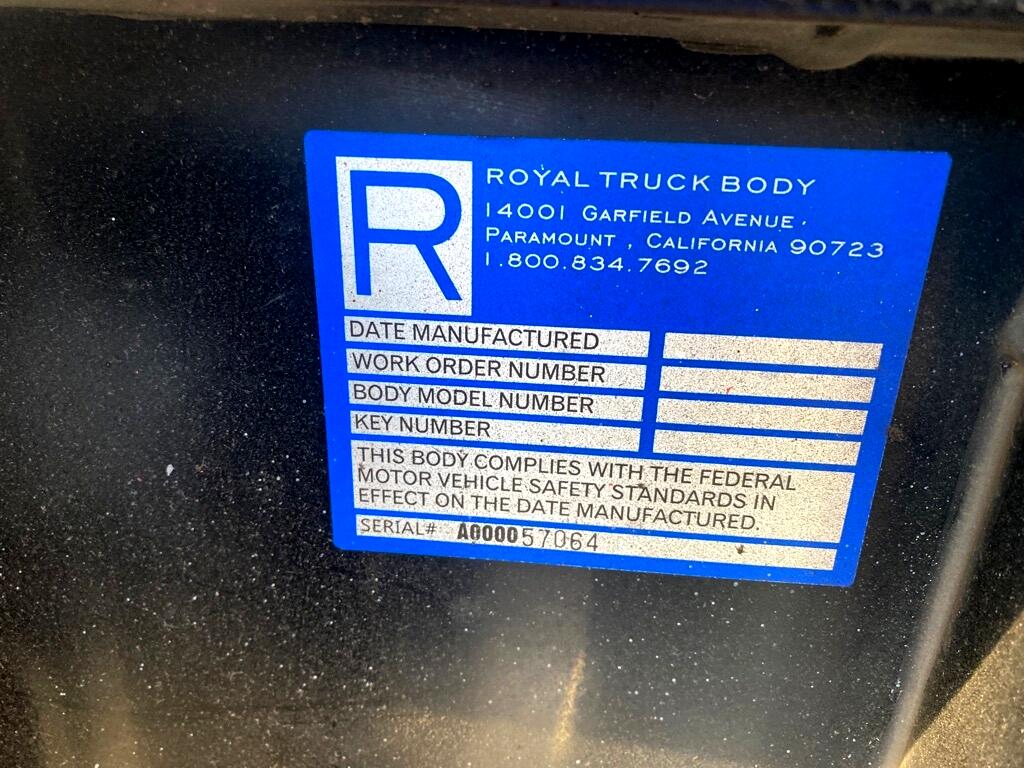 R
ROYAL TRUCK BODY
14001 GARFIELD AVENUE.
PARAMOUNT, CALIFORNIA 90723
1.800.834.7692
DATE MANUFACTURED
WORK ORDER NUMBER
BODY MODEL NUMBER
KEY NUMBER
THIS BODY COMPLIES WITH THE FEDERAL
MOTOR VEHICLE SAFETY STANDARDS IN
EFFECT ON THE DATE MANUFACTURED.
SERIAL# A000057064